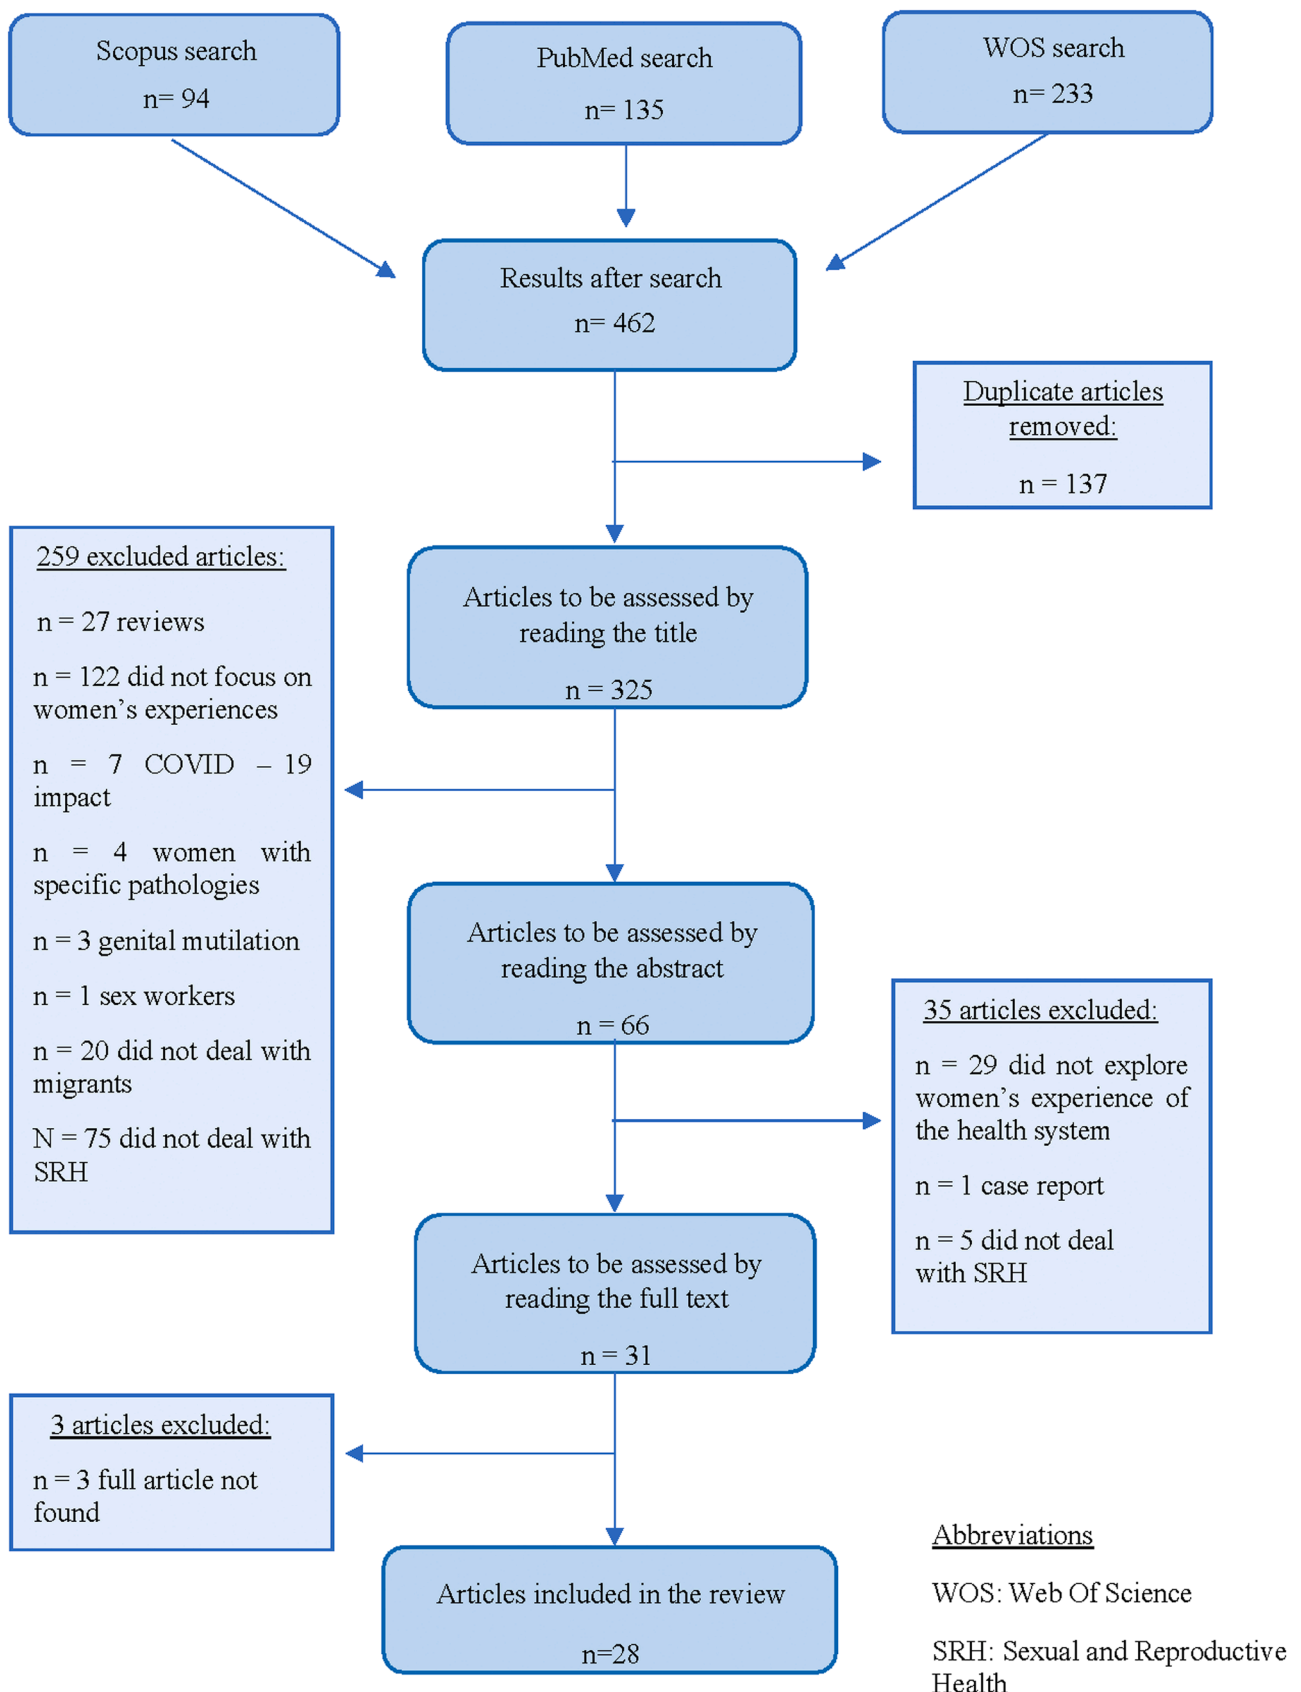 Scopus search
n= 94
PubMed search
n= 135
WOS search
n= 233
Results after search
n= 462
Duplicate articles
removed:
n = 137
259 excluded articles:
n = 27 reviews
n = 122 did not focus on
women’s experiences
n = 7 COVID – 19
impact
n = 4 women with
specific pathologies
n = 3 genital mutilation
n = 1 sex workers
n = 20 did not deal with
migrants
N = 75 did not deal with
SRH
Articles to be assessed by
reading the title
n = 325
Articles to be assessed by
reading the abstract
n = 66
35 articles excluded:
n = 29 did not explore
women’s experience of
the health system
n = 1 case report
n = 5 did not deal
with SRH
Articles to be assessed by
reading the full text
n = 31
3 articles excluded:
n = 3 full article not
found
Articles included in the review
n=28
Abbreviations
WOS: Web Of Science
SRH: Sexual and Reproductive
Health